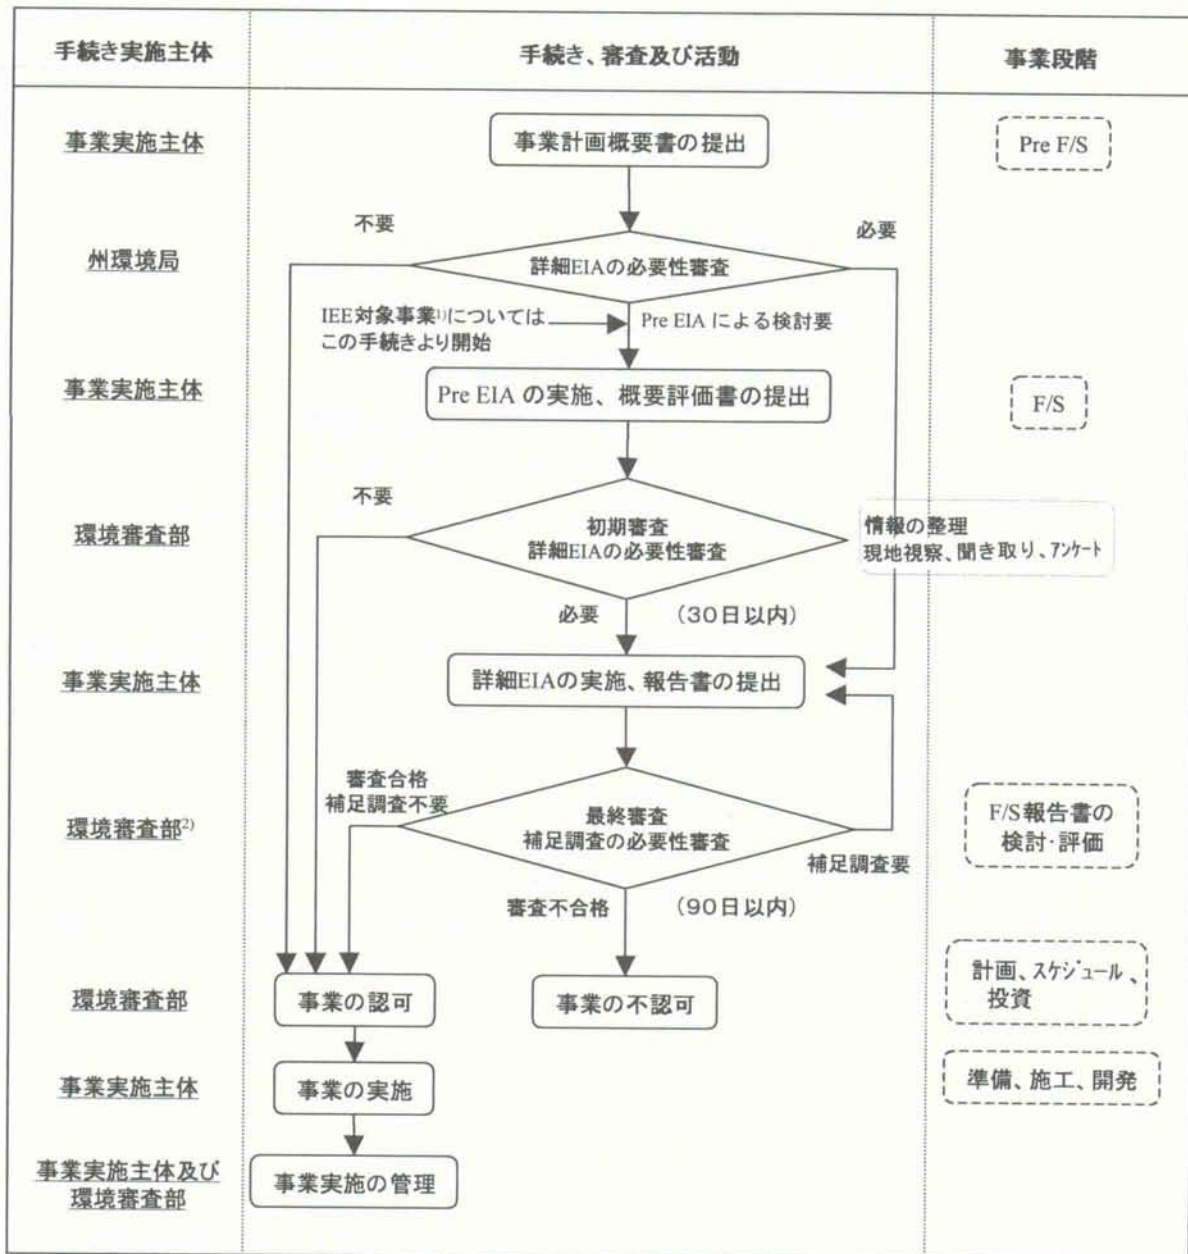 手続き実施主体
手続き、審査及び活動
事業段階
事業実施主体
事業計画概要書の提出
Pre F/S
不要
必要
州環境局
詳細EIAの必要性審査
IEE対象事業1)については
この手続きより開始
Pre EIA による検討要
事業実施主体
Pre EIA の実施、概要評価書の提出
F/S
不要
環境審査部
初期審査
詳細EIAの必要性審査
情報の整理
現地視察、聞き取り、ｱﾝｹｰﾄ
必要
(30日以内)
事業実施主体
詳細EIAの実施、報告書の提出
審査合格
補足調査不要
環境審査部2)
最終審査
補足調査の必要性審査
補足調査要
F/S報告書の
検討･評価
審査不合格
(90日以内)
環境審査部
事業の認可
事業の不認可
計画、ｽｹｼﾞｭｰﾙ、
投資
事業実施主体
事業の実施
準備、施工、開発
事業実施主体及び
環境審査部
事業実施の管理